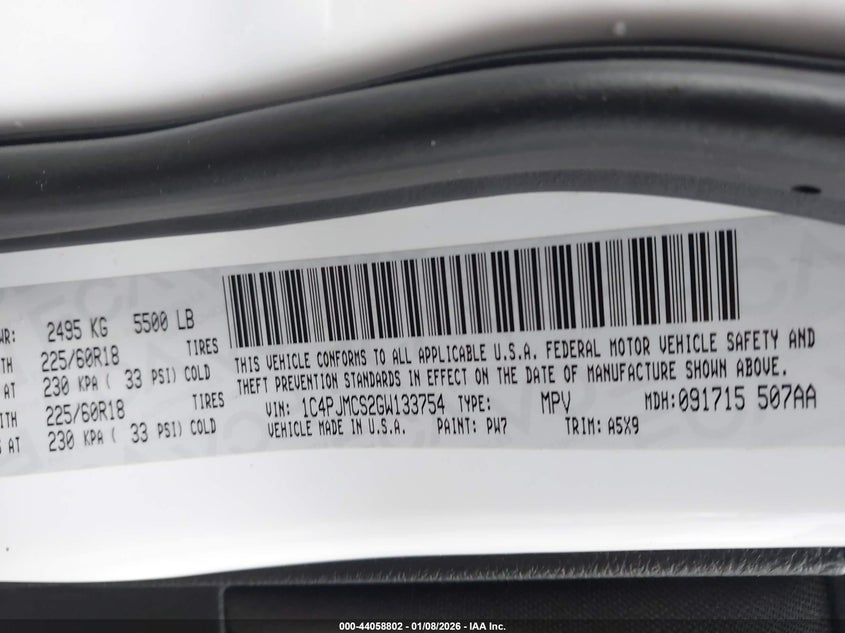 WR: 2495 KG 5500 LB
TH 225/60R18 TIRES
AT 230 KPA ( 33 PSI) COLD
ITH 225/60R18 TIRES
S AT 230 KPA ( 33 PSI) COLD
THIS VEHICLE CONFORMS TO ALL APPLICABLE U.S.A. FEDERAL MOTOR VEHICLE SAFETY AND
THEFT PREVENTION STANDARDS IN EFFECT ON THE DATE OF MANUFACTURE SHOWN ABOVE.
VIN: 1C4PJMCS2GW133754 TYPE: MPV MDH:091715 507AA
VEHICLE MADE IN U.S.A. PAINT: PW7 TRIM: A5X9
000-44058802 - 01/08/2026 - IAA Inc.